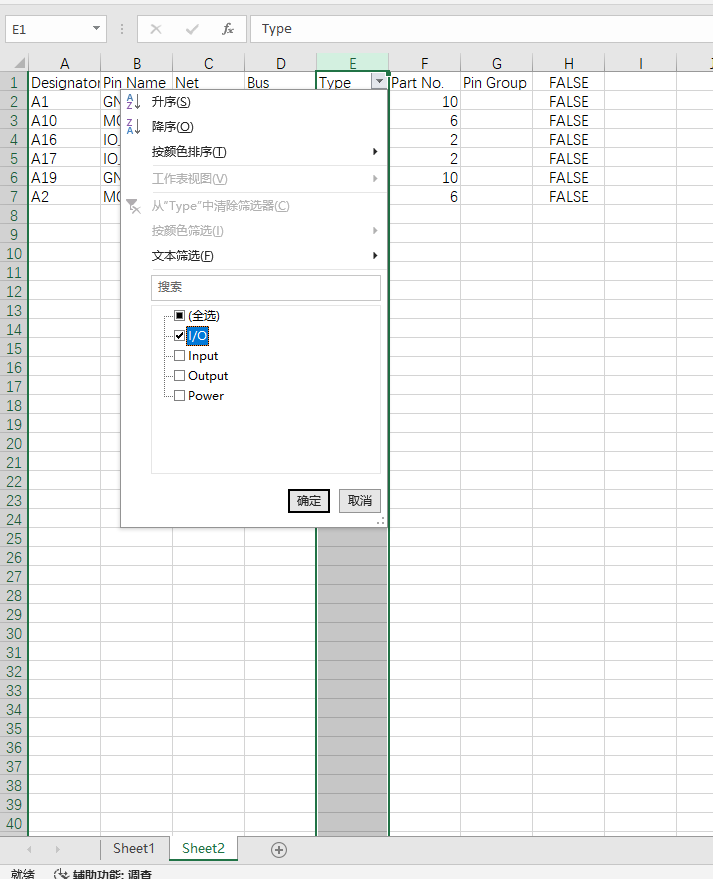 E1 fx Type
A B C D E F G H I
1 Designator Pin Name Net Bus Type Part No. Pin Group FALSE
2 A1 GN 10 FALSE
3 A10 MC 6 FALSE
4 A16 IO_ 2 FALSE
5 A17 IO_ 2 FALSE
6 A19 GN 10 FALSE
7 A2 MC 6 FALSE
8
9
10
11
12
13
14
15
16
17
18
19
20
21
22
23
24
25
26
27
28
29
30
31
32
33
34
35
36
37
38
39
40
升序(S)
降序(O)
按颜色排序(T)
工作表视图(V)
从"Type"中清除筛选器(C)
按颜色筛选(I)
文本筛选(F)
搜索
(全选)
I/O
Input
Output
Power
确定 取消
Sheet1 Sheet2
就绪 辅助功能: 调查